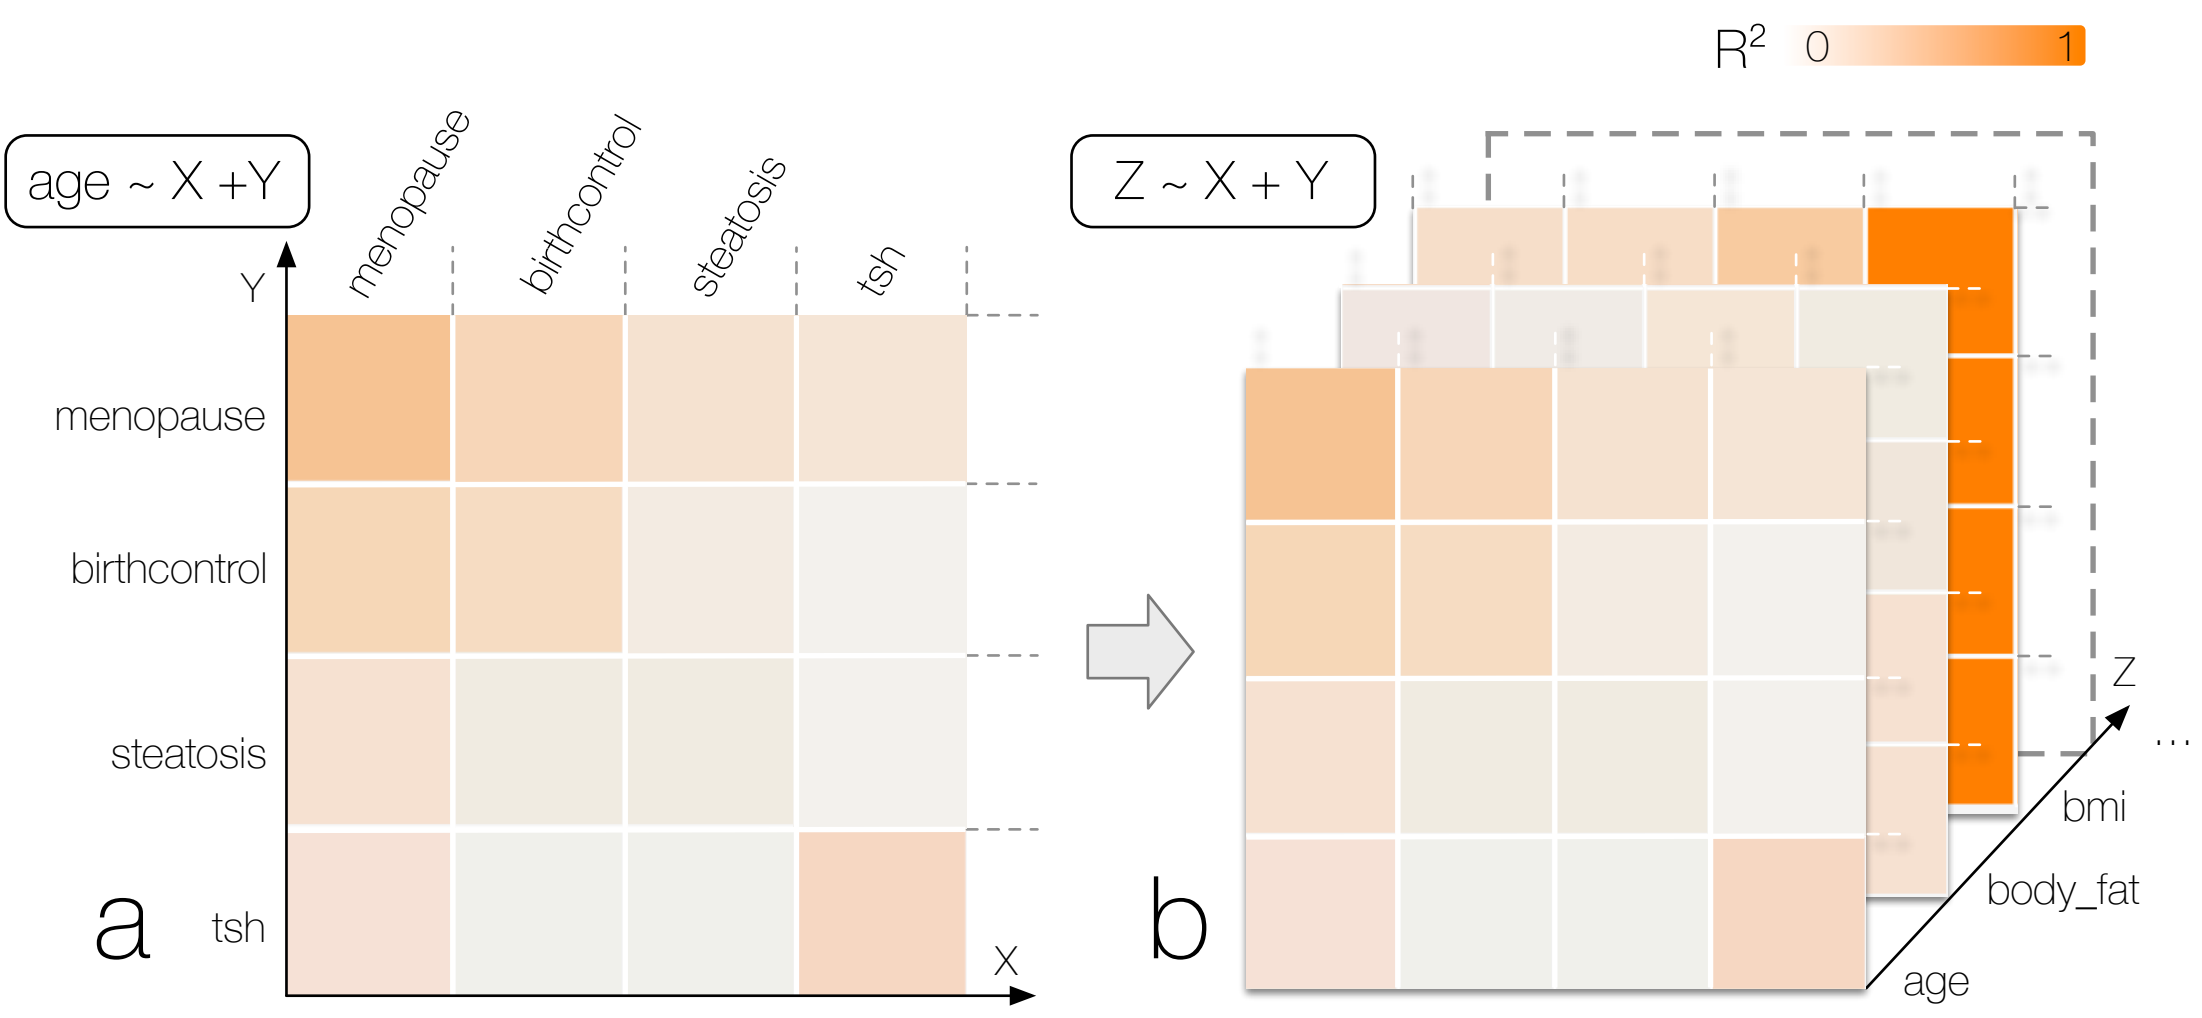 R² 0 1
age ~ X +Y
Z ~ X + Y
menopause
birthcontrol
steatosis
tsh
Y
menopause
birthcontrol
steatosis
tsh
X
a
b
Z
...
bmi
body_fat
age